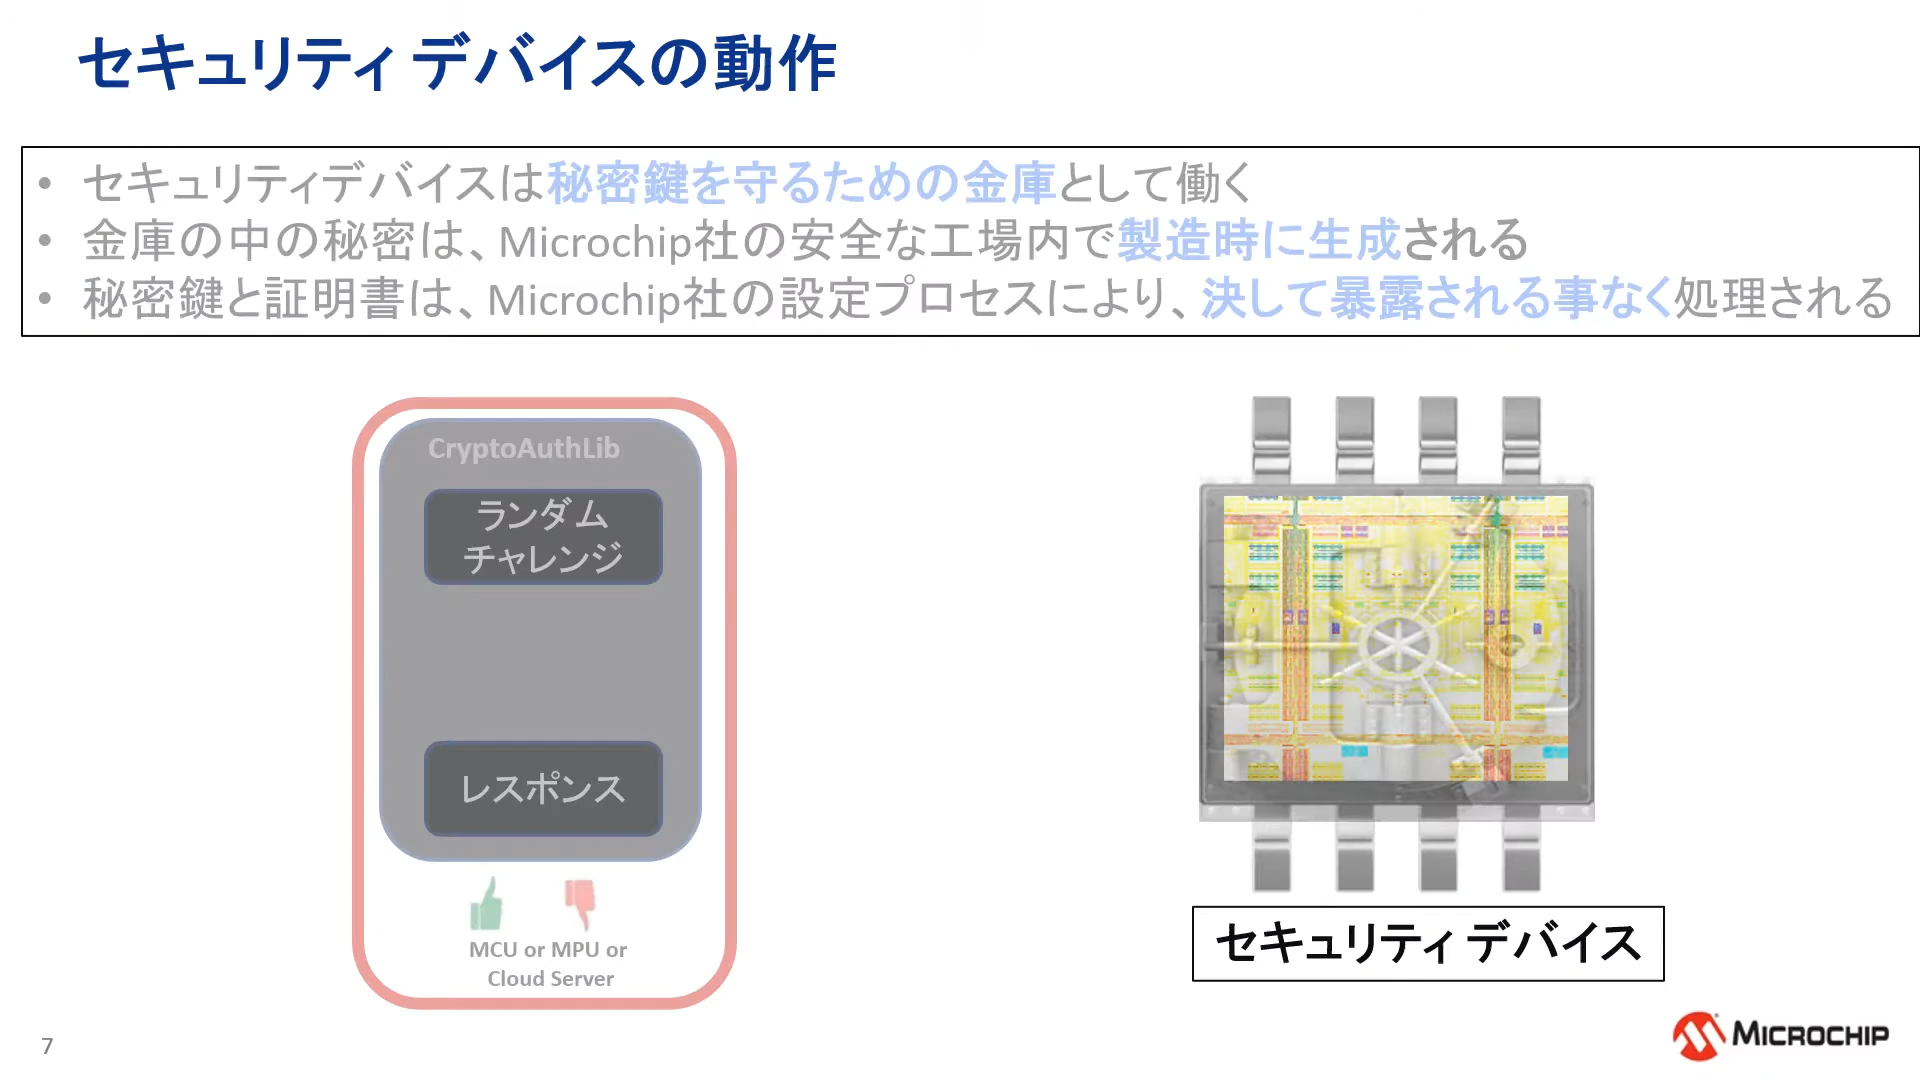 セキュリティ デバイスの動作
• セキュリティデバイスは秘密鍵を守るための金庫として働く
• 金庫の中の秘密は、Microchip社の安全な工場内で製造時に生成される
• 秘密鍵と証明書は、Microchip社の設定プロセスにより、決して暴露される事なく処理される
CryptoAuthLib
ランダム
チャレンジ
レスポンス
MCU or MPU or
Cloud Server
セキュリティ デバイス
7
MICROCHIP